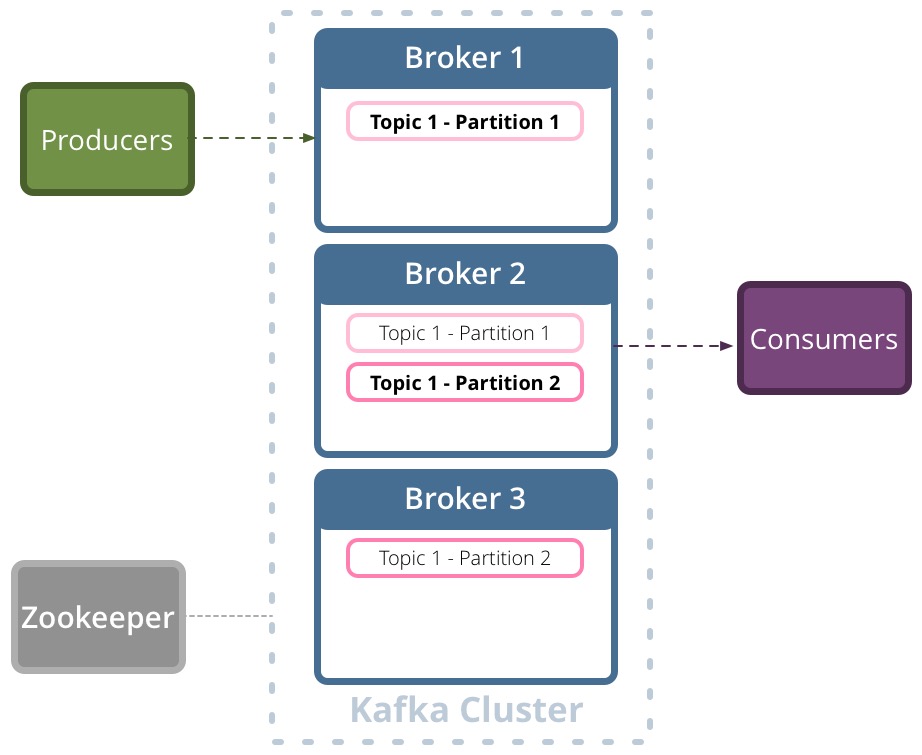 Broker 1
Topic 1 - Partition 1
Producers
Broker 2
Topic 1 - Partition 1
Topic 1 - Partition 2
Consumers
Broker 3
Topic 1 - Partition 2
Zookeeper
Kafka Cluster